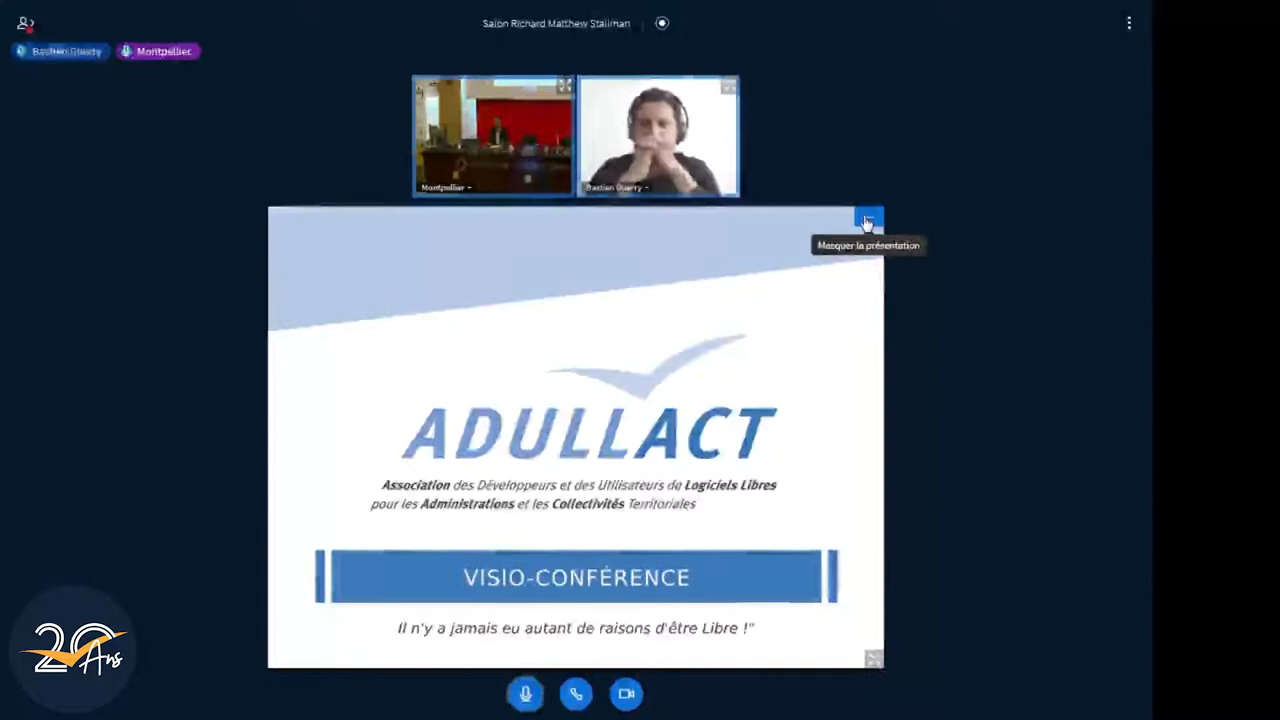 Salon Richard Matthew Stallman
Bastien Guerry
Montpellier
Montpellier
Bastien Guerry
Masquer la présentation
ADULLACT
Association des Développeurs et des Utilisateurs de Logiciels Libres
pour les Administrations et les Collectivités Territoriales
VISIO-CONFÉRENCE
Il n'y a jamais eu autant de raisons d'être Libre !"
20 Ans